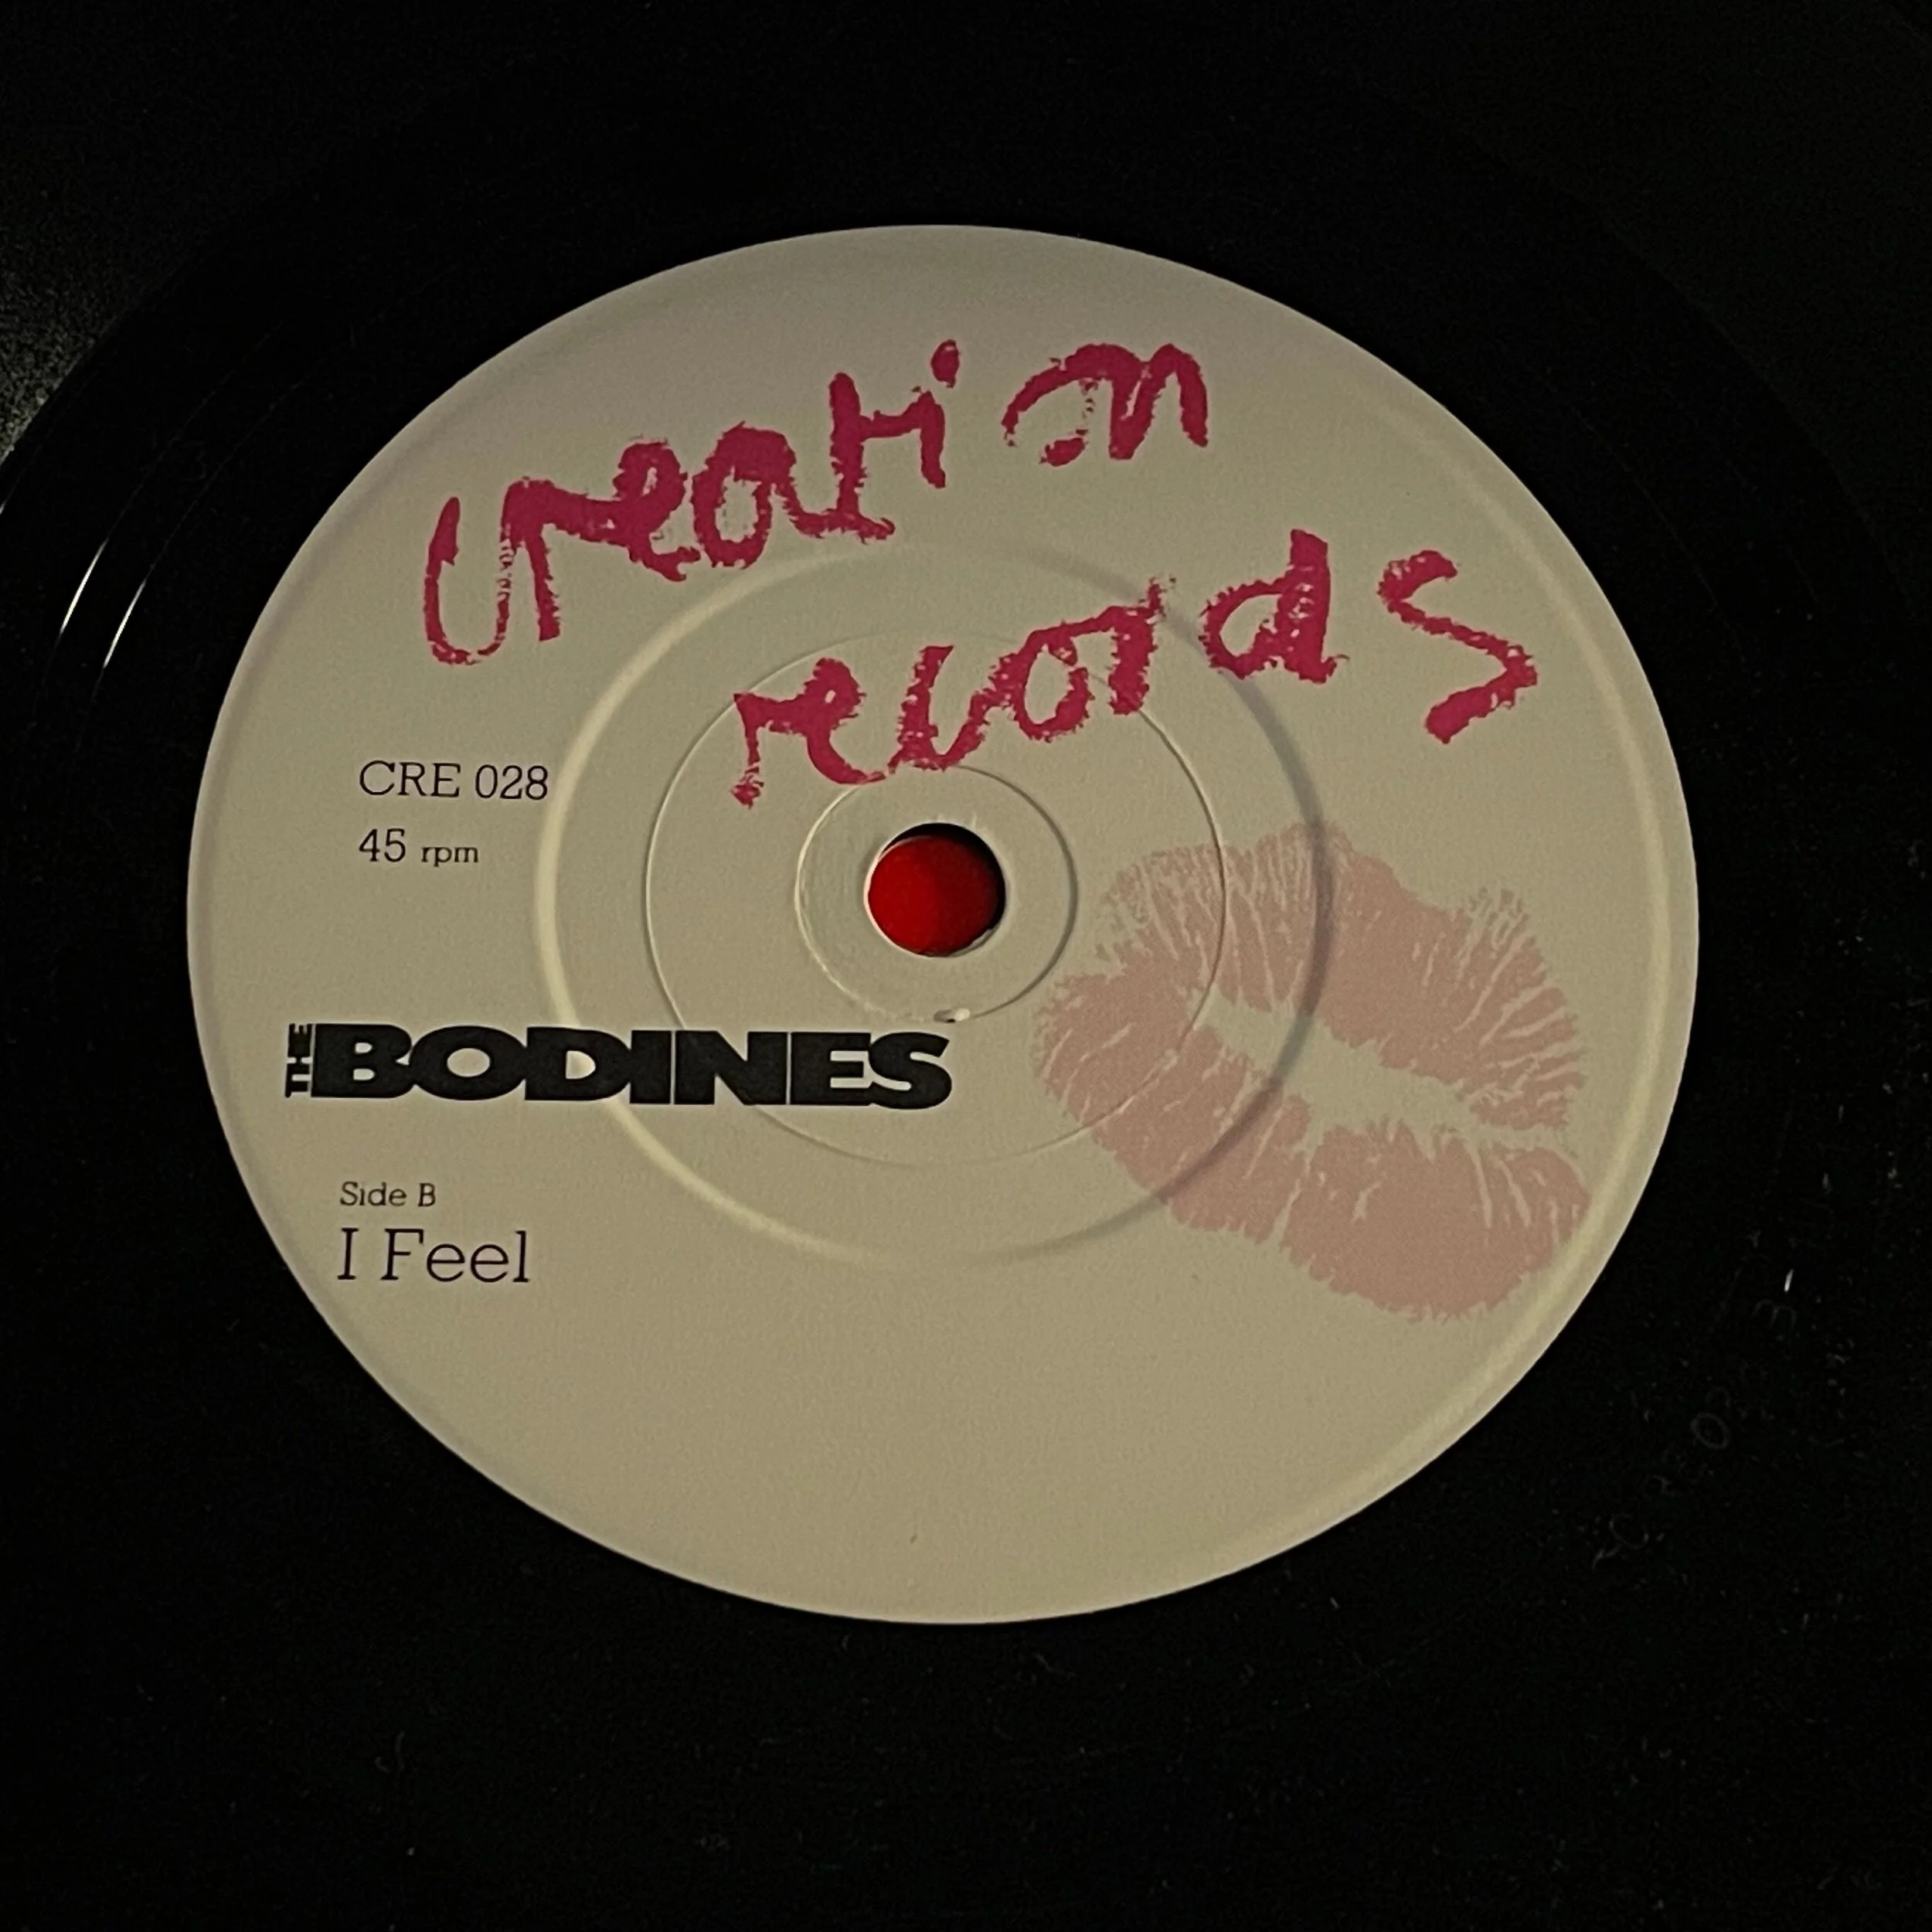 creation
records
CRE 028
45 rpm
THE BODINES
Side B
I Feel